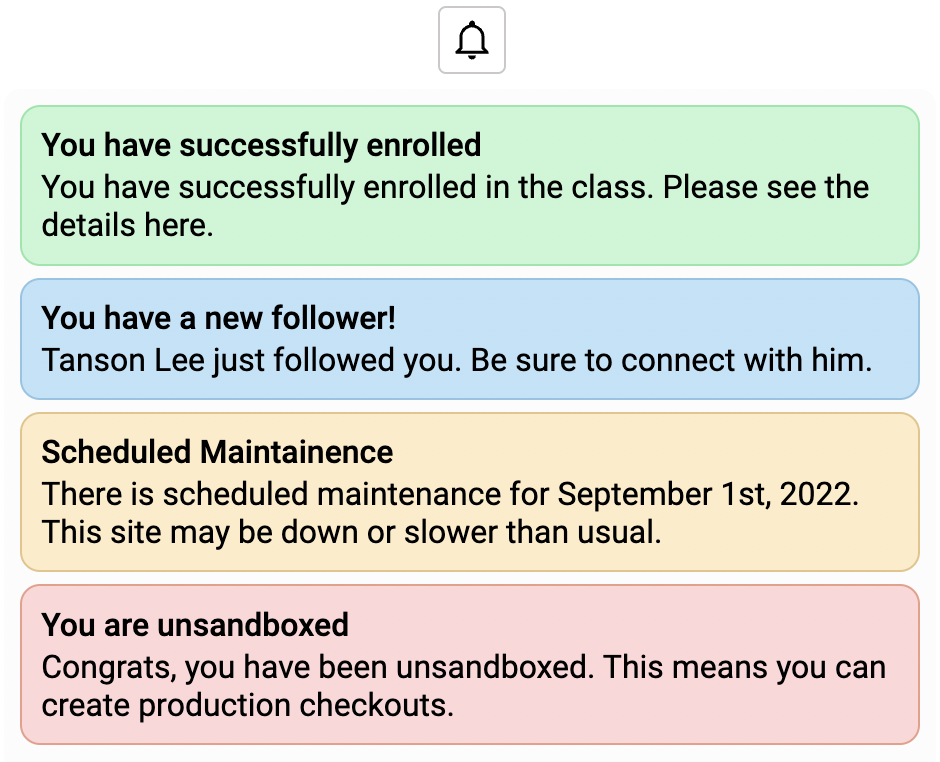 You have successfully enrolled
You have successfully enrolled in the class. Please see the
details here.
You have a new follower!
Tanson Lee just followed you. Be sure to connect with him.
Scheduled Maintainence
There is scheduled maintenance for September 1st, 2022.
This site may be down or slower than usual.
You are unsandboxed
Congrats, you have been unsandboxed. This means you can
create production checkouts.